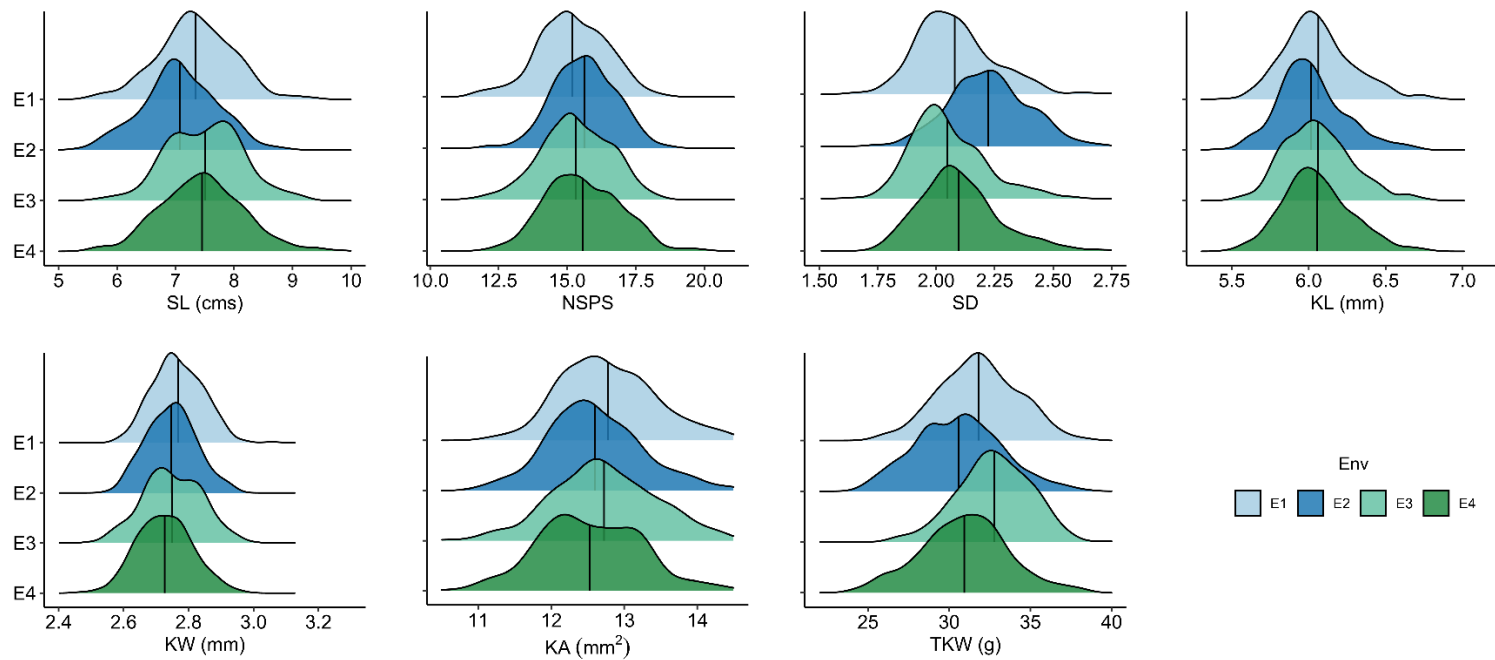 E1
E2
E3
E4
5 6 7 8 9 10
SL (cms)
10.0 12.5 15.0 17.5 20.0
NSPS
1.50 1.75 2.00 2.25 2.50 2.75
SD
5.5 6.0 6.5 7.0
KL (mm)
E1
E2
E3
E4
2.4 2.6 2.8 3.0 3.2
KW (mm)
11 12 13 14
KA (mm²)
25 30 35 40
TKW (g)
Env
E1 E2 E3 E4